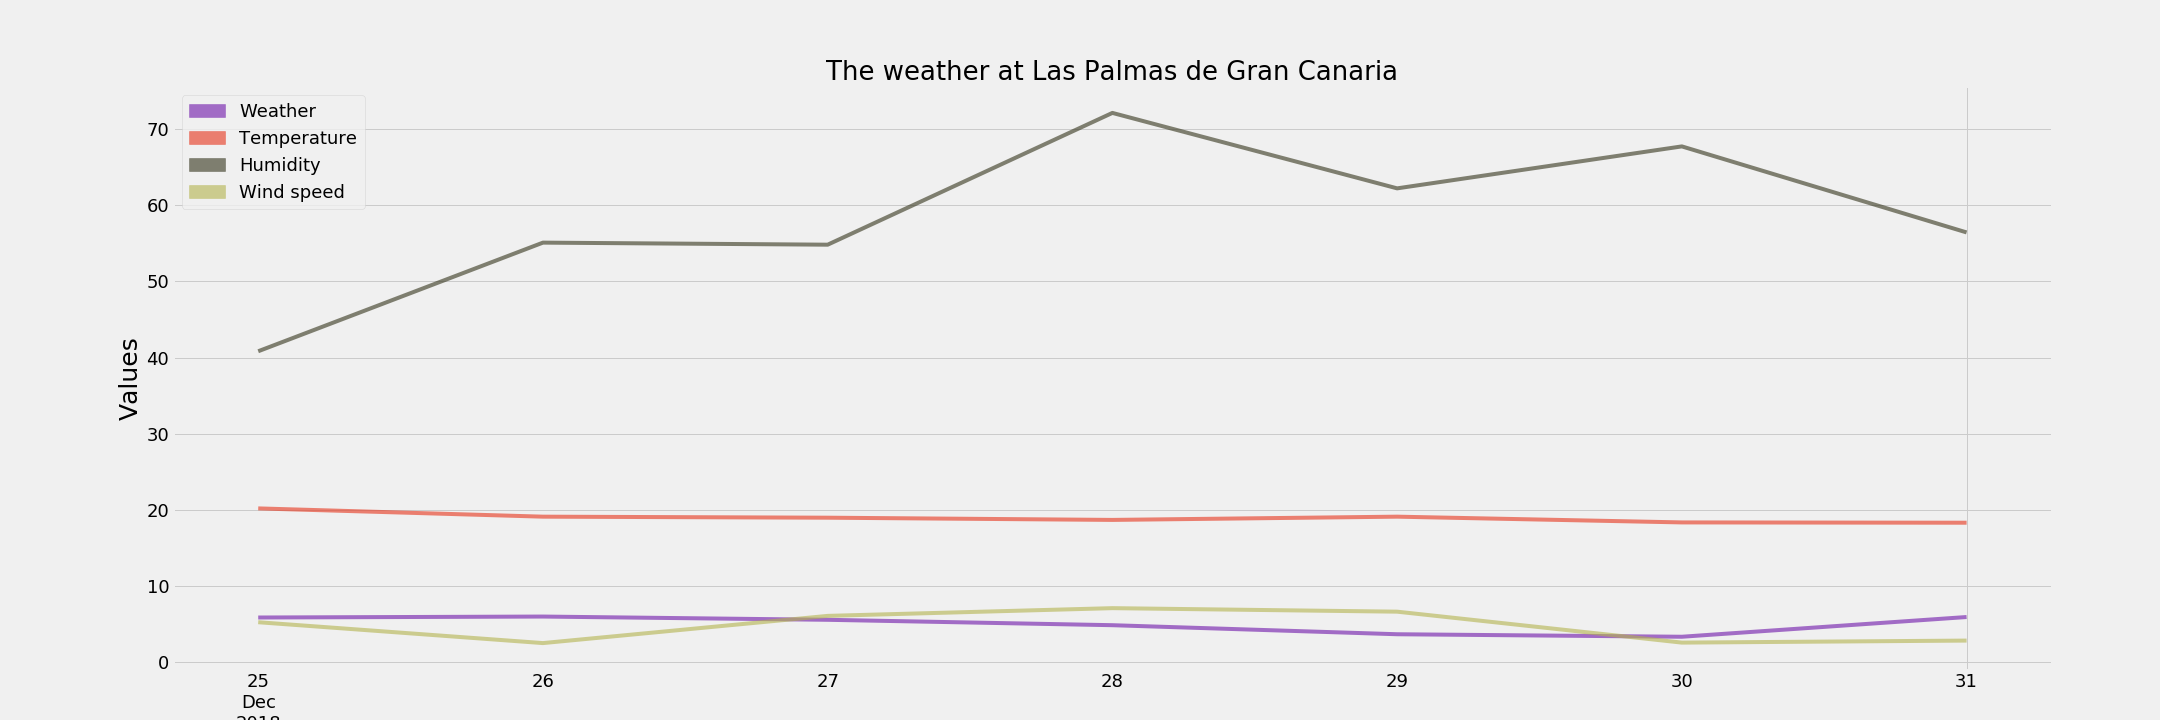 The weather at Las Palmas de Gran Canaria
Weather
Temperature
Humidity
Wind speed
Values
70
60
50
40
30
20
10
0
25 26 27 28 29 30 31
Dec
2018